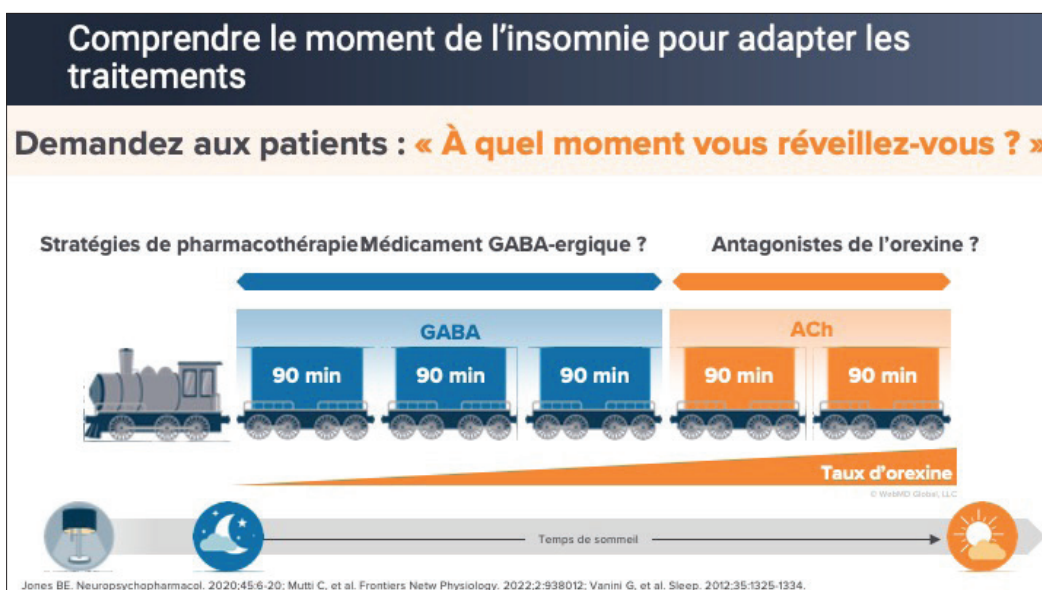 Comprendre le moment de l’insomnie pour adapter les
traitements
Demandez aux patients : « À quel moment vous réveillez-vous ? »
Stratégies de pharmacothérapie
Médicament GABA-ergique ?
Antagonistes de l’orexine ?
GABA
ACh
90 min
90 min
90 min
90 min
90 min
Taux d’orexine
© WebMD Global, LLC
Temps de sommeil
Jones BE. Neuropsychopharmacol. 2020;45:6-20; Mutti C, et al. Frontiers Netw Physiology. 2022;2:938012; Vanini G, et al. Sleep. 2012;35:1325-1334.